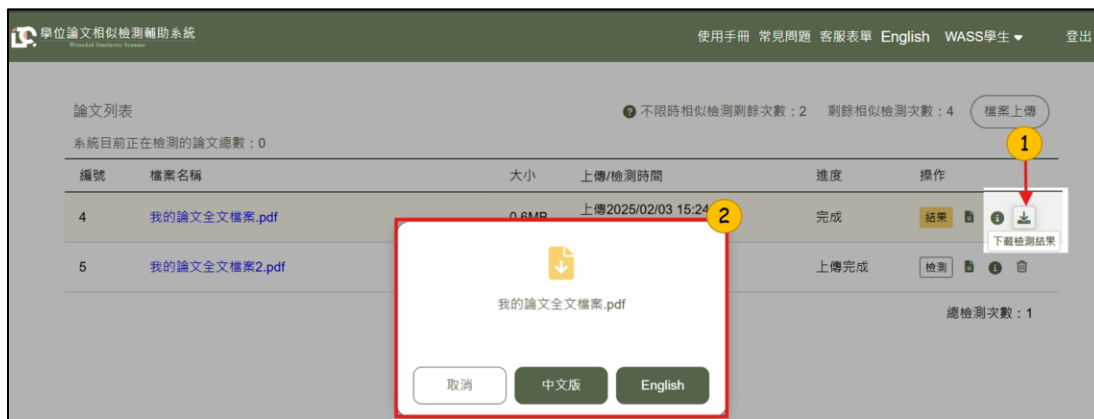 學位論文相似檢測輔助系統
WriteAid Similarity Scanner
使用手冊 常見問題 客服表單 English WASS學生 登出
論文列表
不限時相似檢測剩餘次數：2 剩餘相似檢測次數：4 檔案上傳
系統目前正在檢測的論文總數：0
1
編號 檔案名稱 大小 上傳/檢測時間 進度 操作
4 我的論文全文檔案.pdf 0.6MB 上傳2025/02/03 15:24 完成 結果
2
下載檢測結果
5 我的論文全文檔案2.pdf 上傳完成 檢測
我的論文全文檔案.pdf
總檢測次數：1
取消 中文版 English